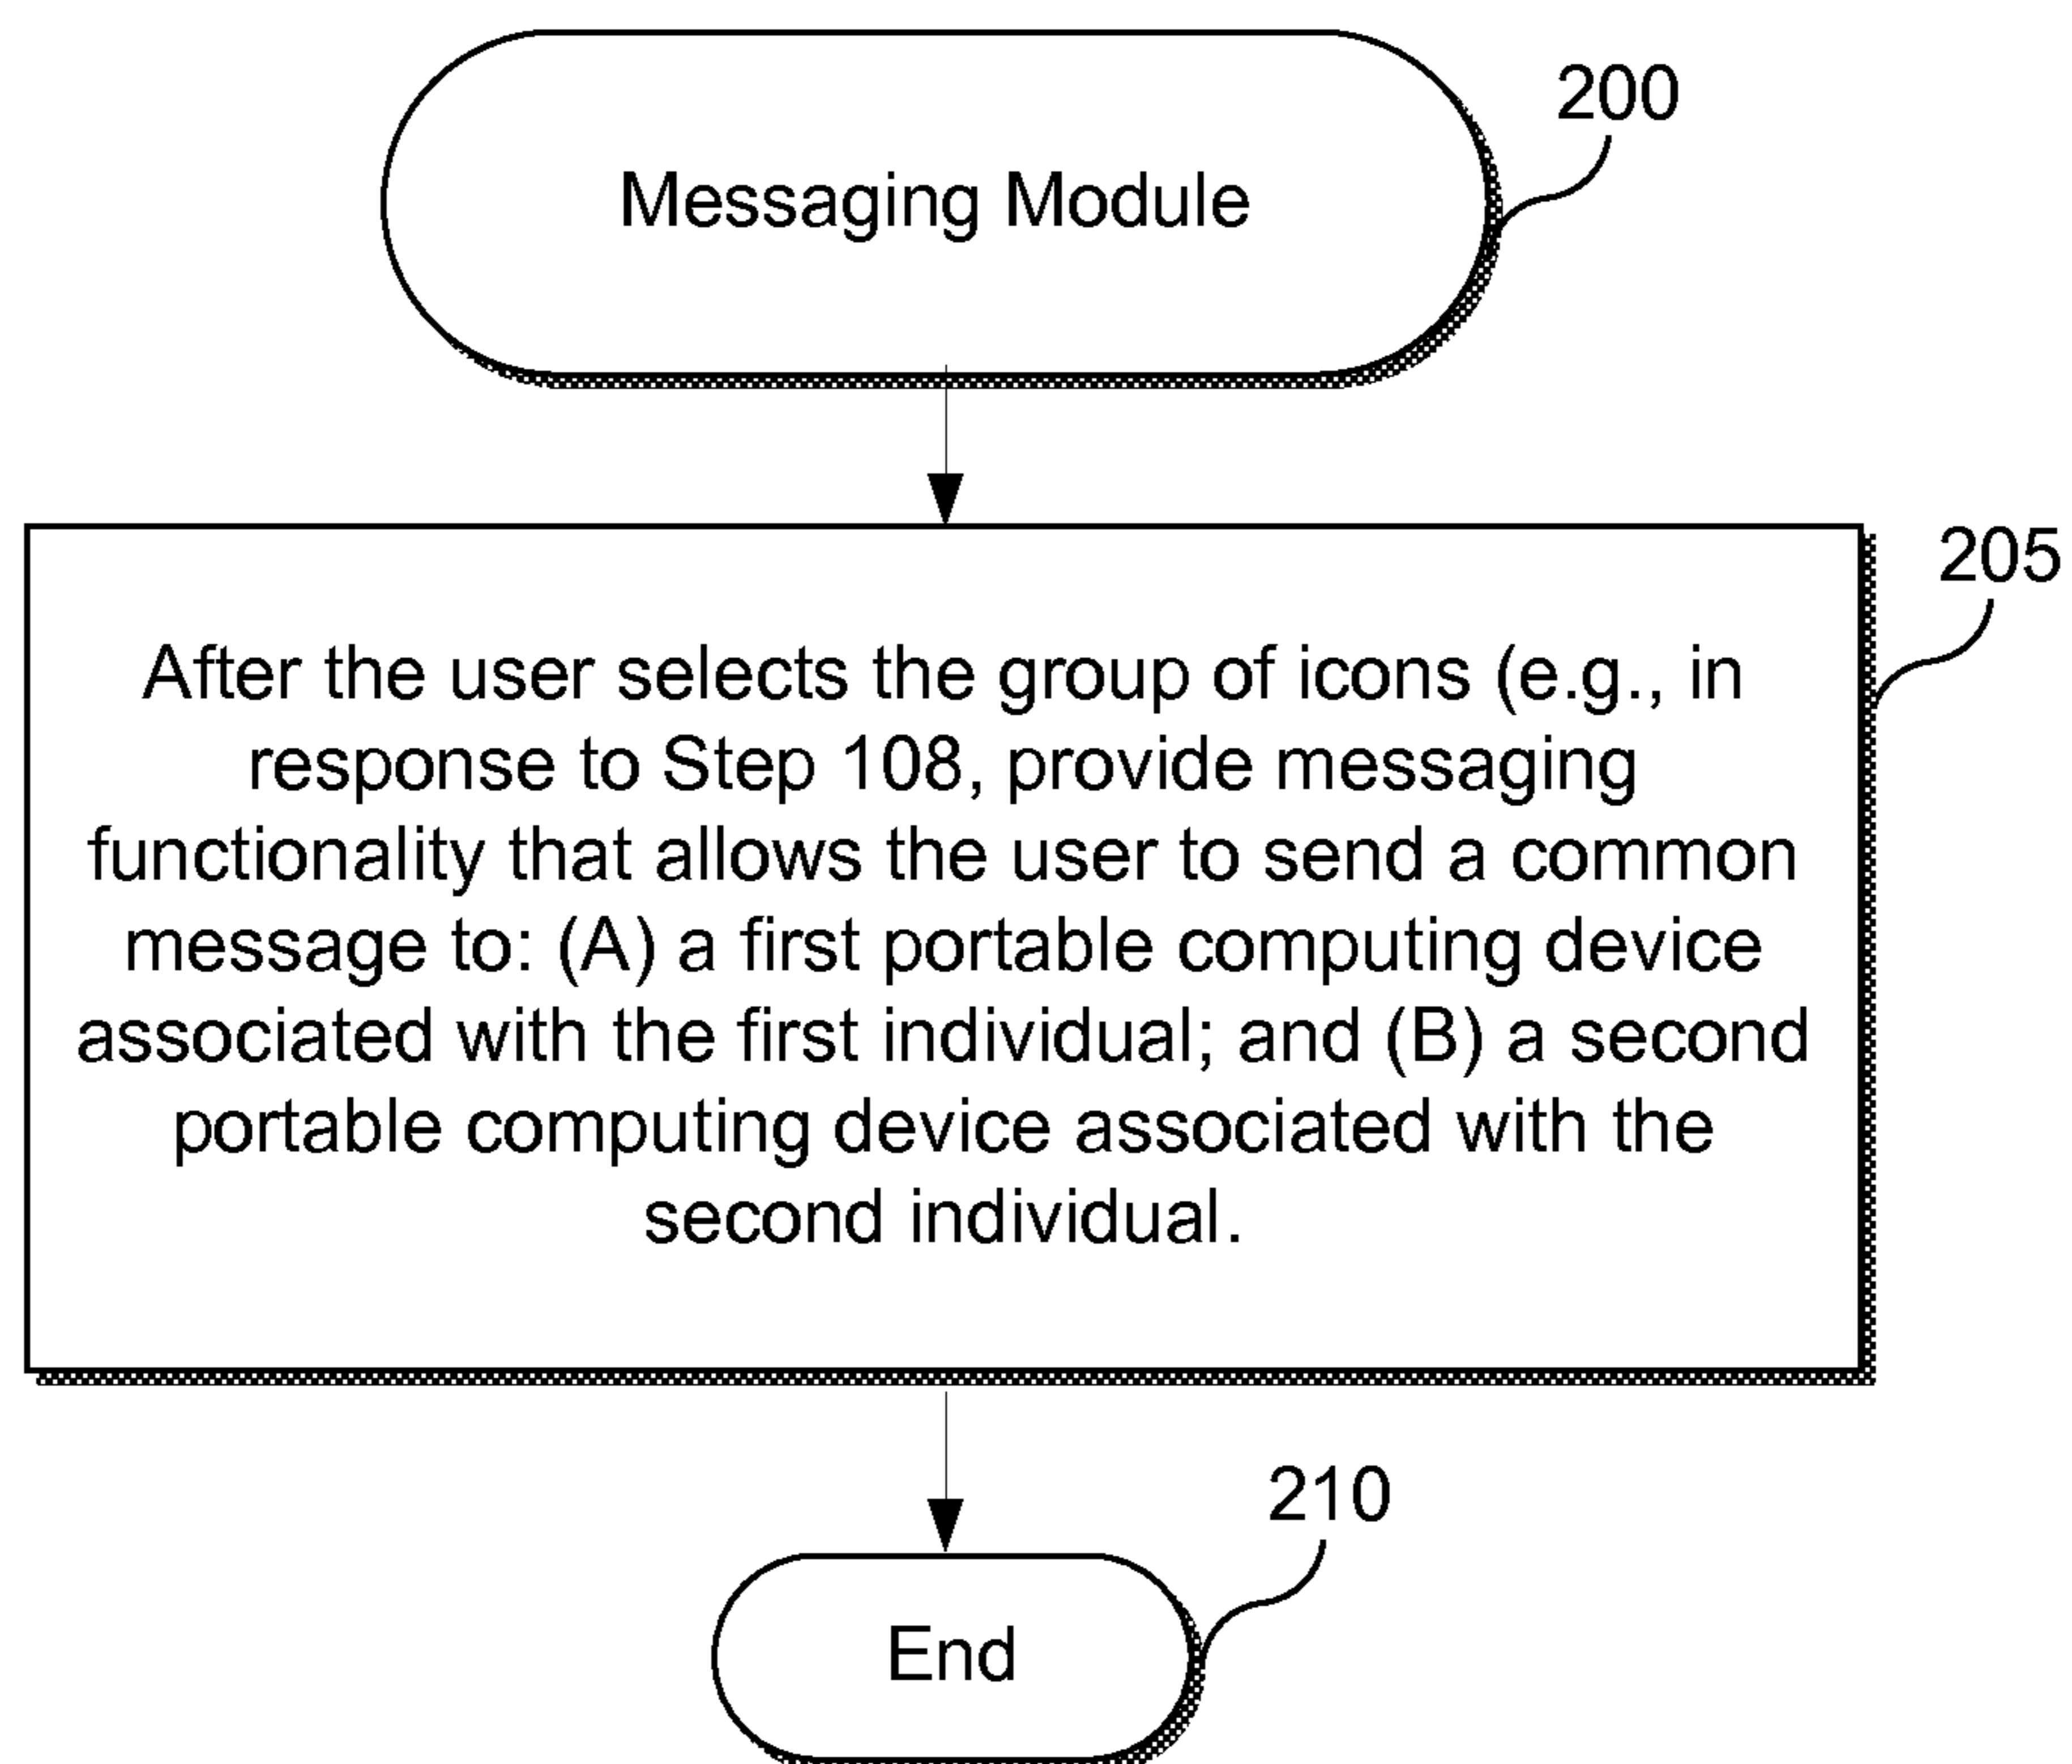 200
Messaging Module
205
After the user selects the group of icons (e.g., in
response to Step 108, provide messaging
functionality that allows the user to send a common
message to: (A) a first portable computing device
associated with the first individual; and (B) a second
portable computing device associated with the
second individual.
210
End